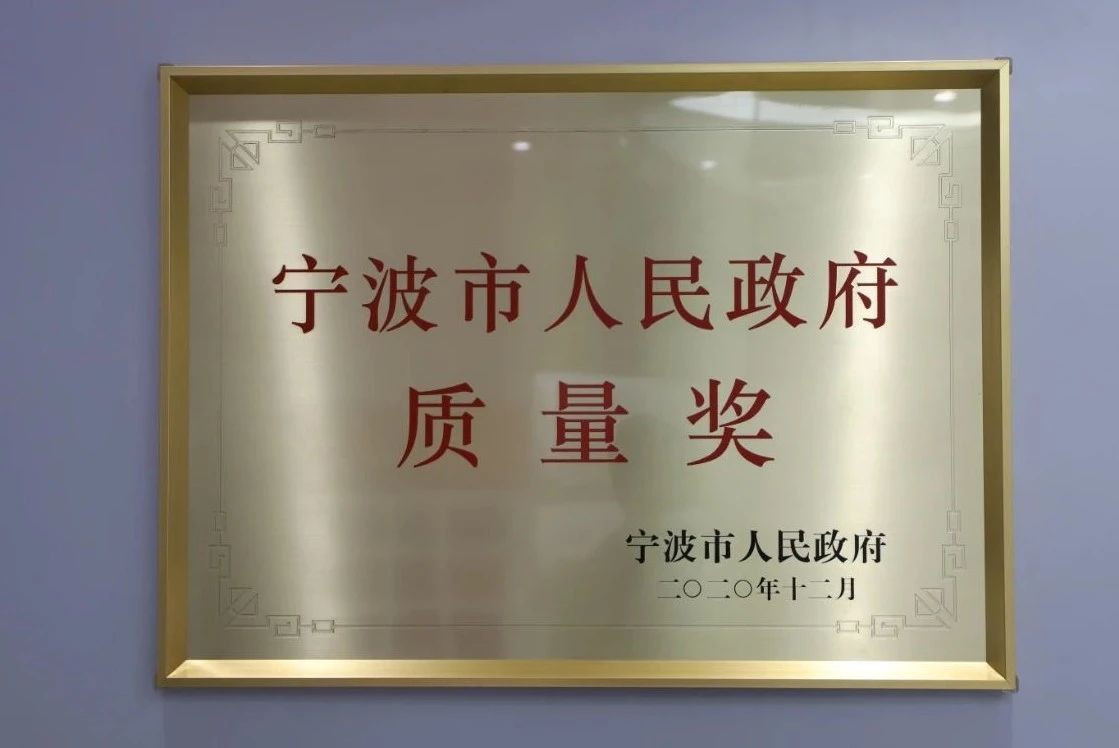 宁波市人民政府
质量奖
宁波市人民政府
二〇二〇年十二月